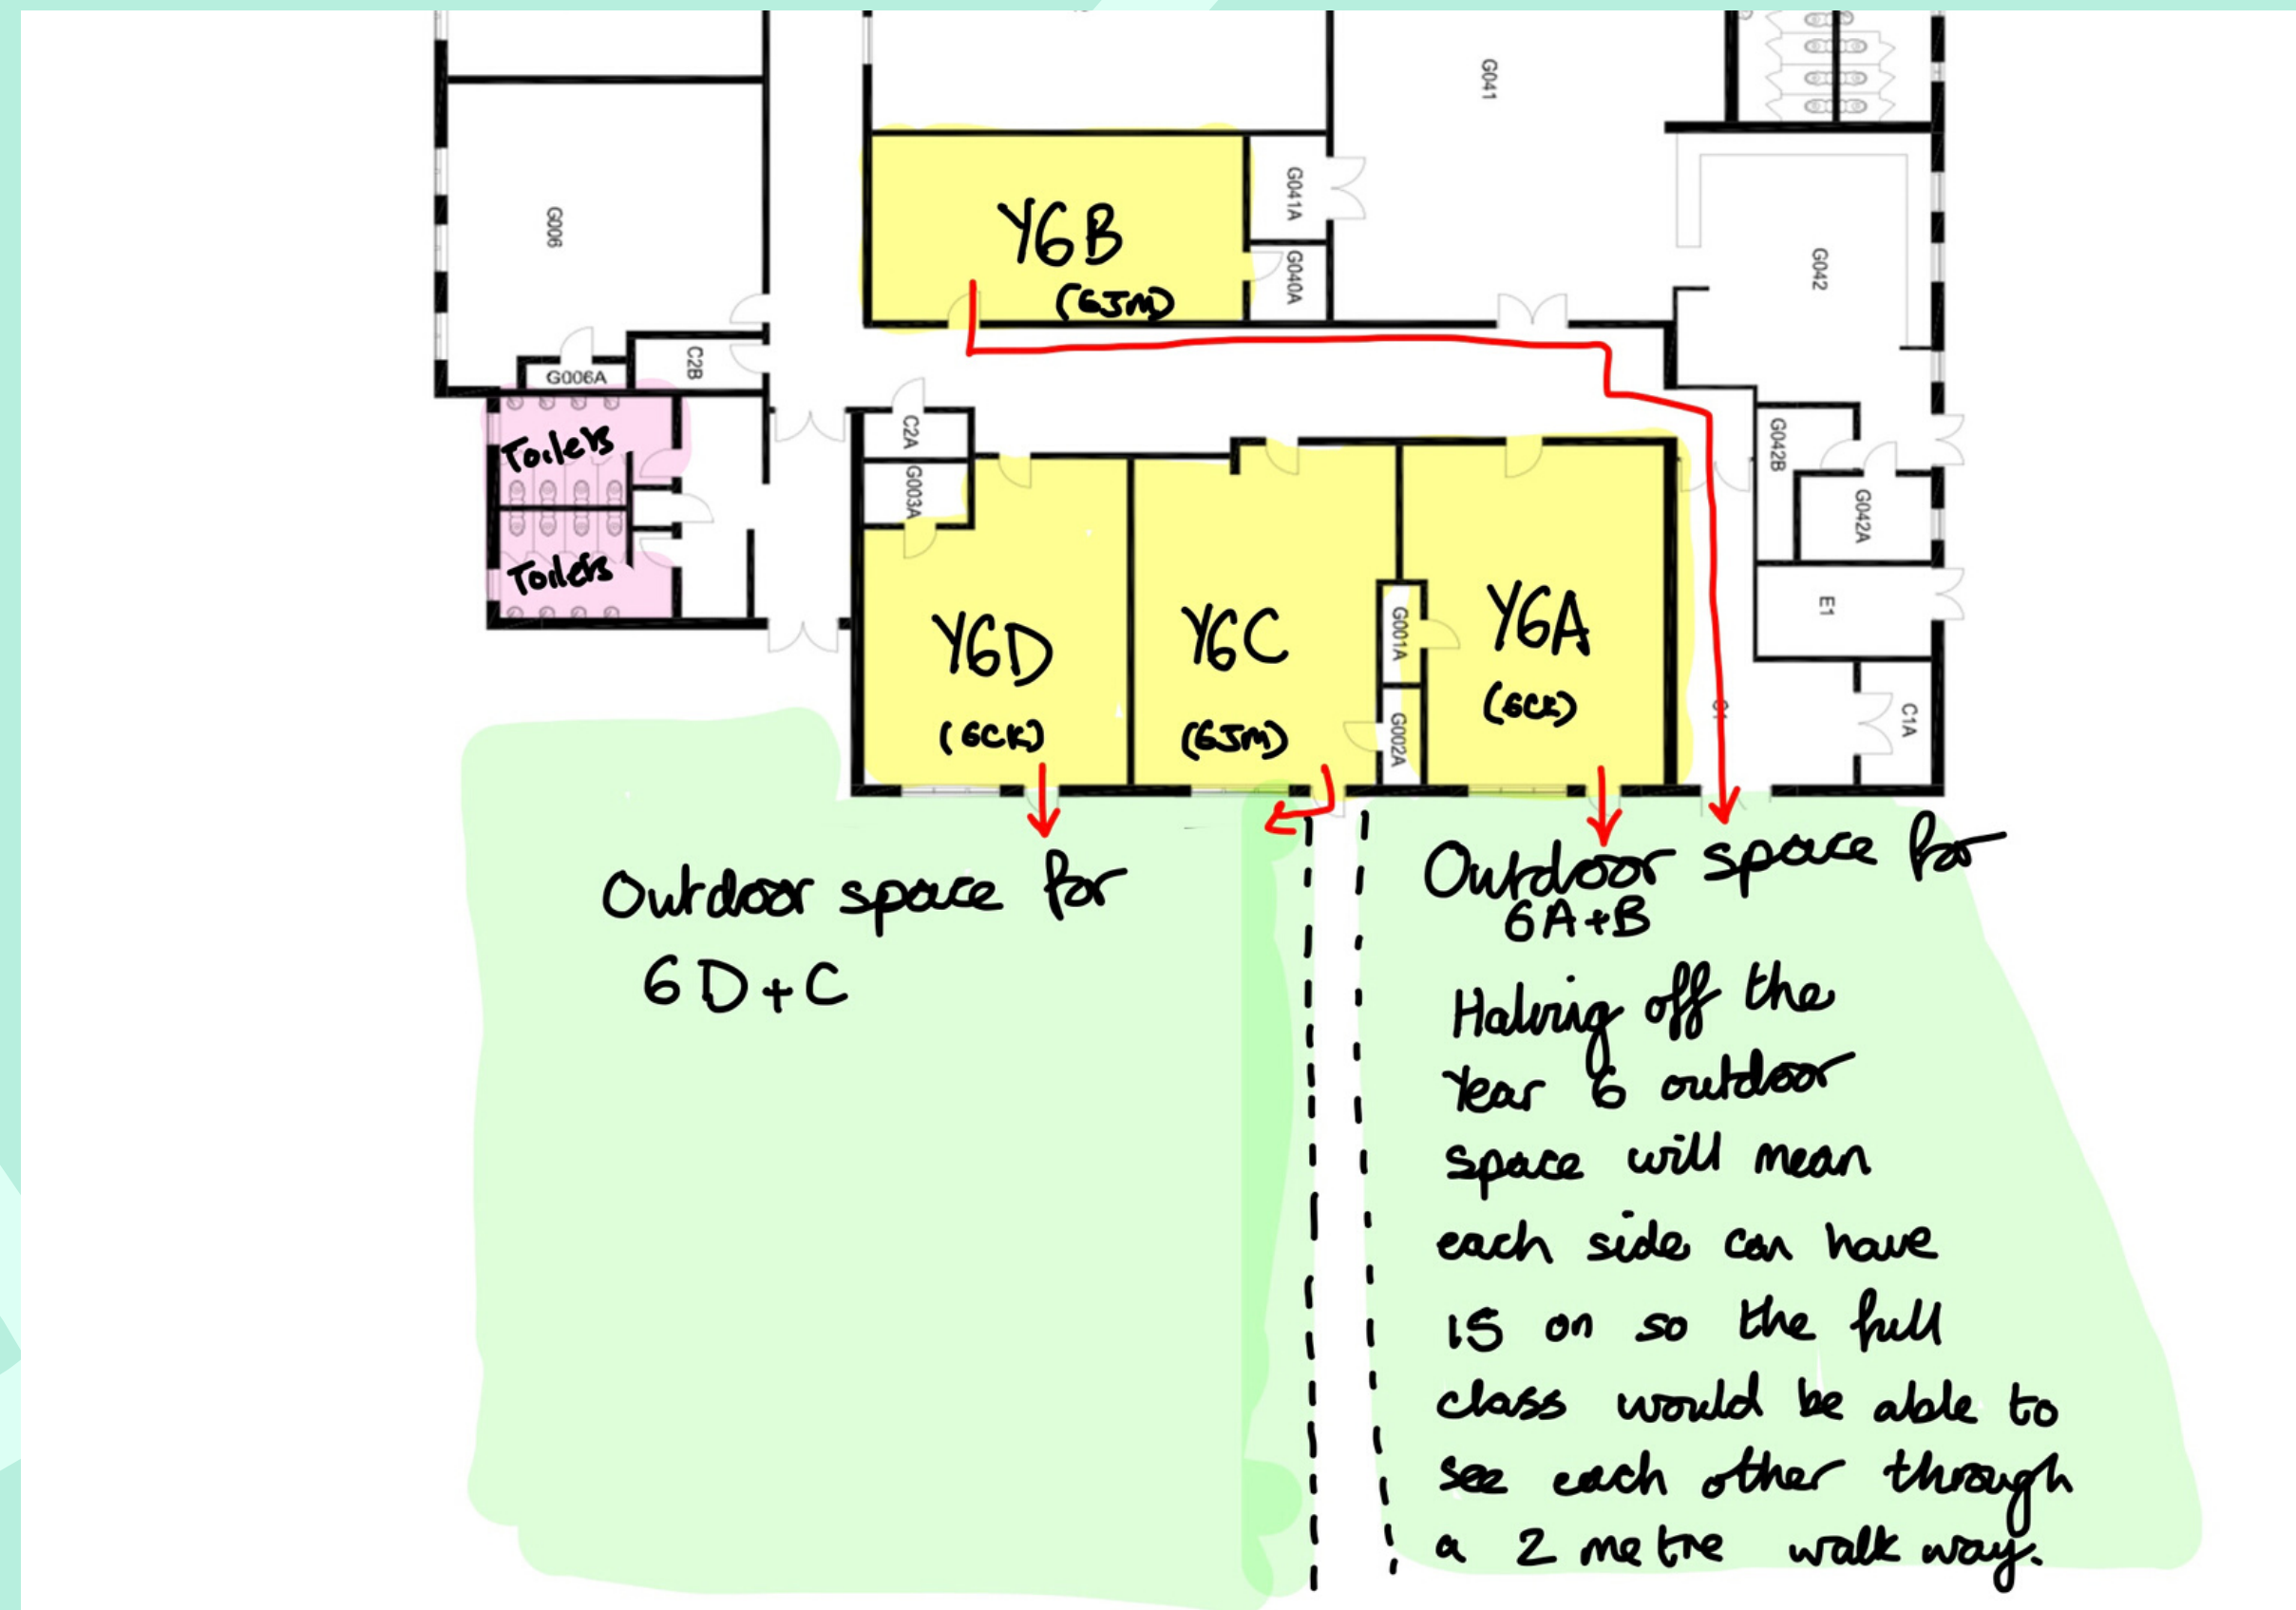 G041
G006
Y6B
(6JM)
G041A
G040A
G042
G006A
C2B
Toilets
Toilets
C2A
G003A
G042B
G042A
E1
C1A
C1
Y6D
(6CK)
Y6C
(6JM)
G001A
G002A
Y6A
(6CK)
Outdoor space for
6D+C
Outdoor space for
6A+B
Halving off the
Year 6 outdoor
space will mean
each side can have
15 on so the full
class would be able to
see each other through
a 2 metre walk way.